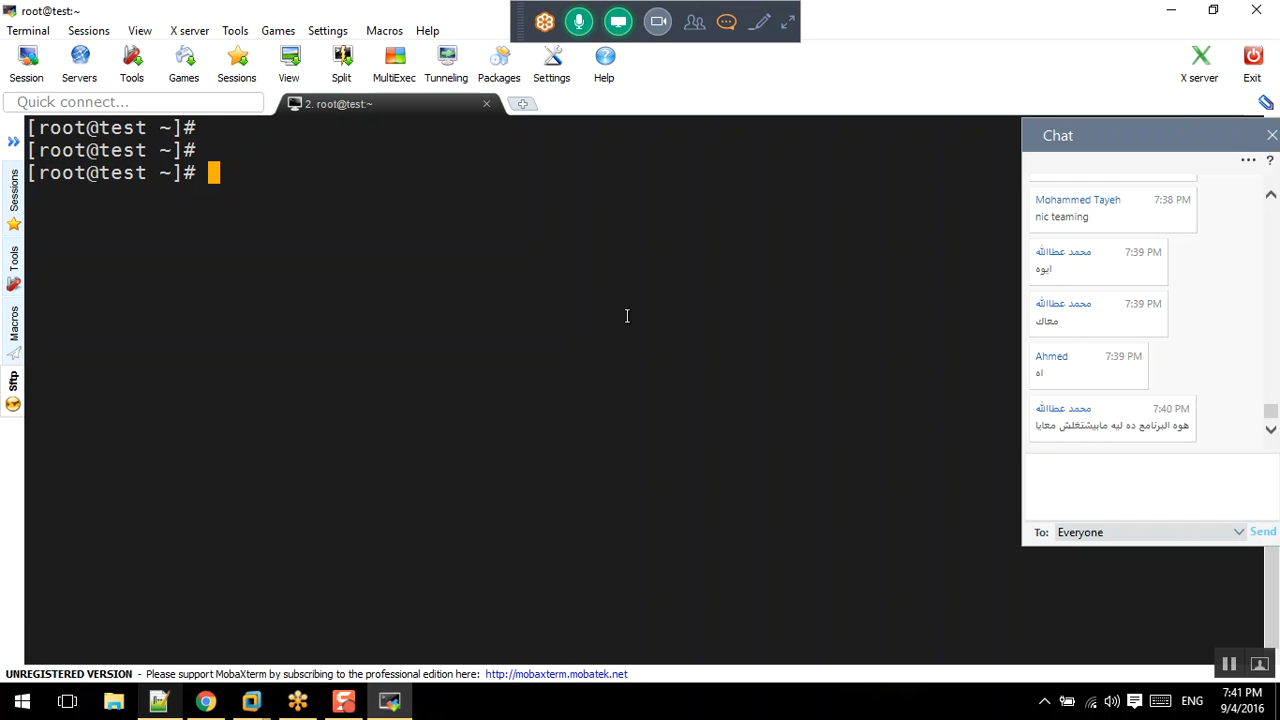 root@test:~
Terminal Sessions View X server Tools Games Settings Macros Help
Session Servers Tools Games Sessions View Split MultiExec Tunneling Packages Settings Help X server Exit
Quick connect...
2. root@test:~
[root@test ~]#
[root@test ~]#
[root@test ~]#
Sessions
Tools
Macros
Sftp
Chat
Mohammed Tayeh 7:38 PM
nic teaming
محمد عطاالله 7:39 PM
ايوه
محمد عطاالله 7:39 PM
معاك
Ahmed 7:39 PM
اه
محمد عطاالله 7:40 PM
هوه البرنامج ده ليه مابيشتغلش معايا
To: Everyone Send
UNREGISTERED VERSION - Please support MobaXterm by subscribing to the professional edition here: http://mobaxterm.mobatek.net
ENG
7:41 PM
9/4/2016